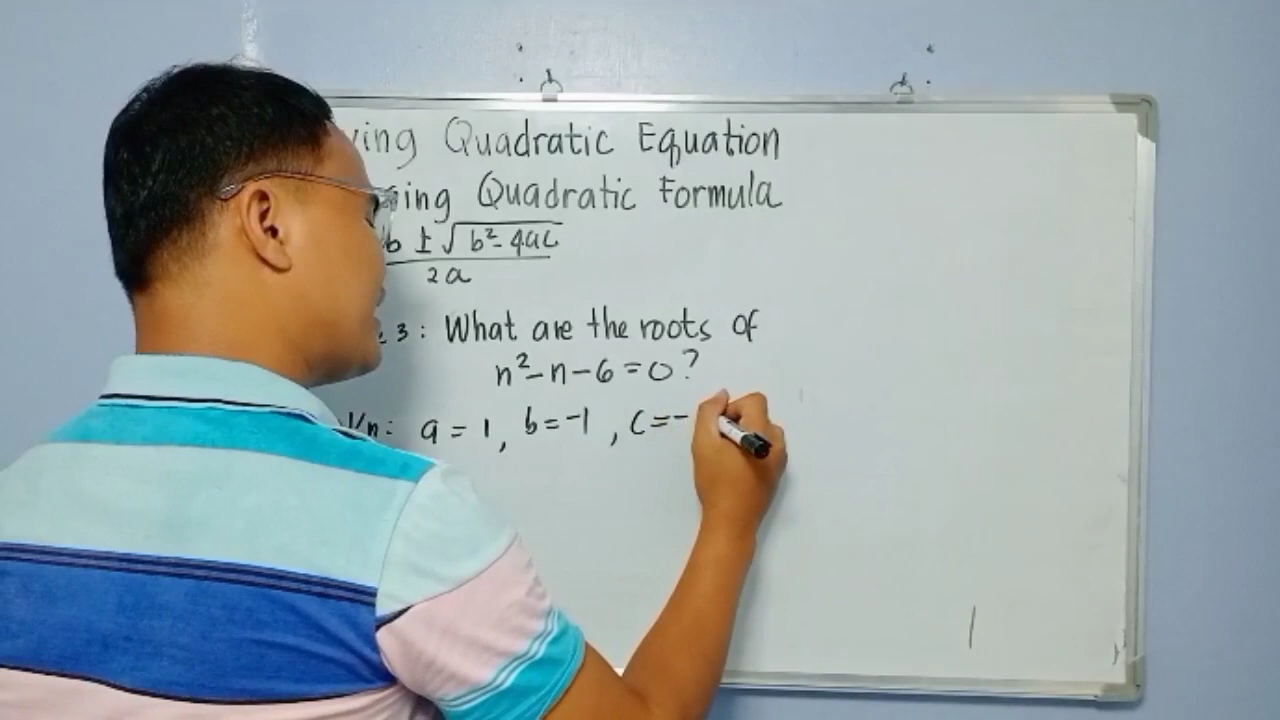 Quadratic Equation
Quadratic Formula
b ± √b²-4ac
2a
3: What are the roots of
n²-n-6=0?
a = 1, b=-1, c=-